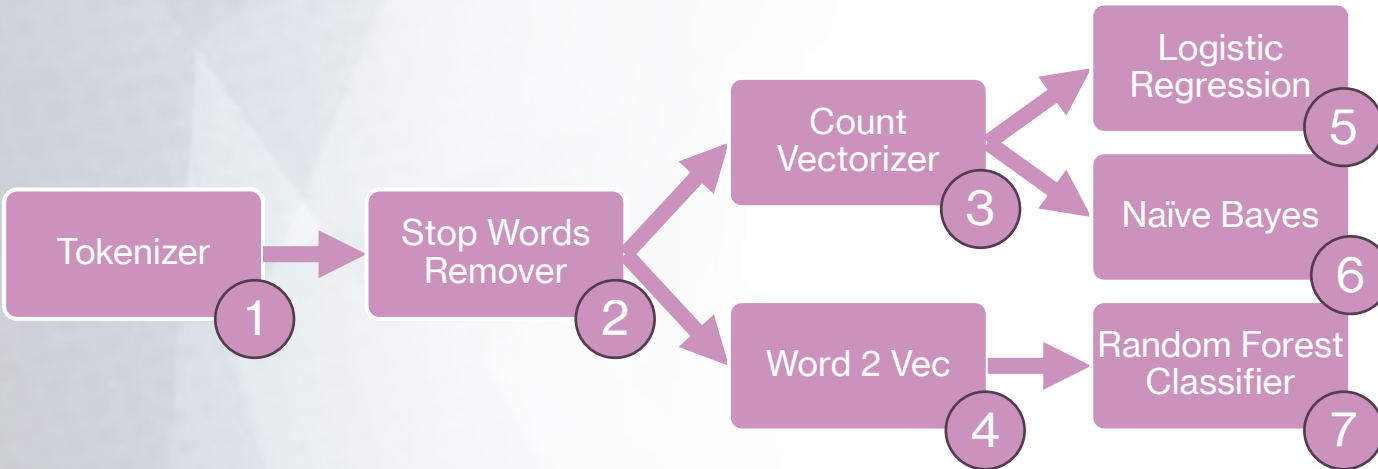 Tokenizer
1
Stop Words
Remover
2
Count
Vectorizer
3
Word 2 Vec
4
Logistic
Regression
5
Naïve Bayes
6
Random Forest
Classifier
7